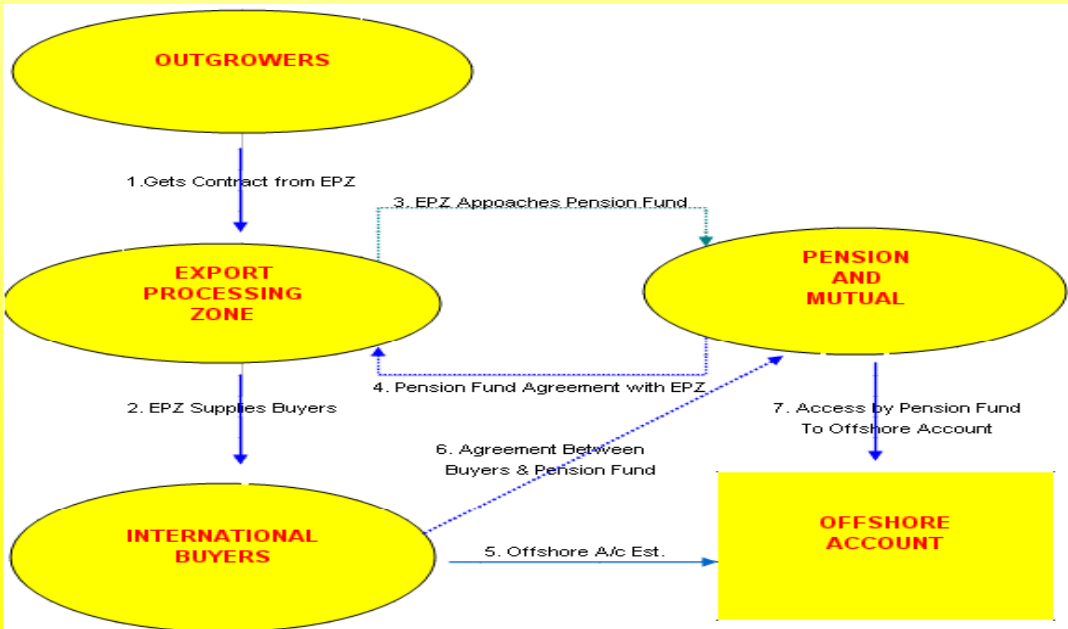 OUTGROWERS
1.Gets Contract from EPZ
3. EPZ Appoaches Pension Fund
EXPORT
PROCESSING
ZONE
PENSION
AND
MUTUAL
4. Pension Fund Agreement with EPZ
2. EPZ Supplies Buyers
7. Access by Pension Fund
To Offshore Account
6. Agreement Between
Buyers & Pension Fund
INTERNATIONAL
BUYERS
5. Offshore A/c Est.
OFFSHORE
ACCOUNT